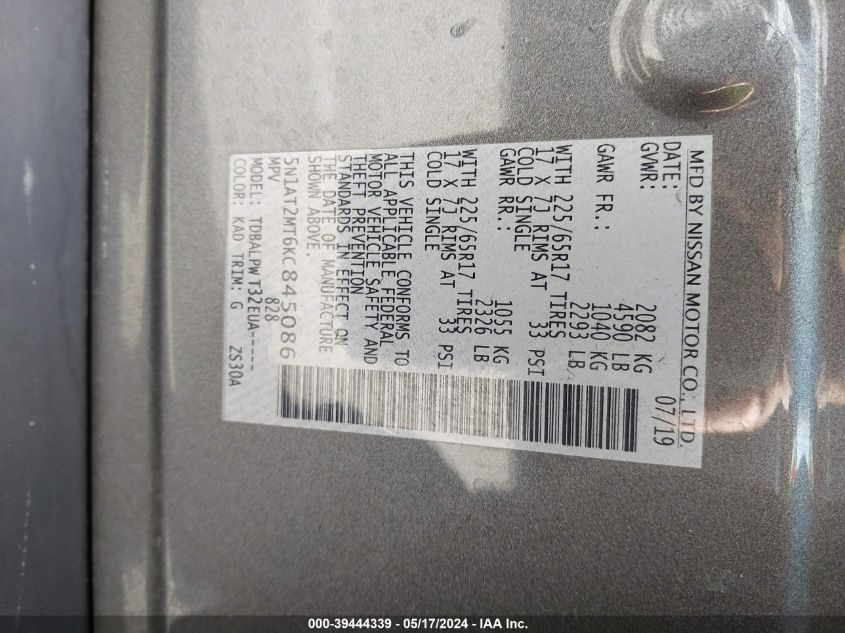 MFD BY NISSAN MOTOR CO., LTD.
DATE: 07/19
GVWR: 2082 KG
4590 LB
GAWR FR.: 1040 KG
2293 LB
WITH 225/65R17 TIRES
17 X 7J RIMS AT 33 PSI
COLD SINGLE
GAWR RR.: 1055 KG
2326 LB
WITH 225/65R17 TIRES
17 X 7J RIMS AT 33 PSI
COLD SINGLE
THIS VEHICLE CONFORMS TO
ALL APPLICABLE FEDERAL
MOTOR VEHICLE SAFETY AND
THEFT PREVENTION
STANDARDS IN EFFECT ON
THE DATE OF MANUFACTURE
SHOWN ABOVE.
5N1AT2MT6KC845086
MPV 828
MODEL: TDBALPWT32EUA-----
COLOR: KAD TRIM: G ZS30A
000-39444339 - 05/17/2024 - IAA Inc.